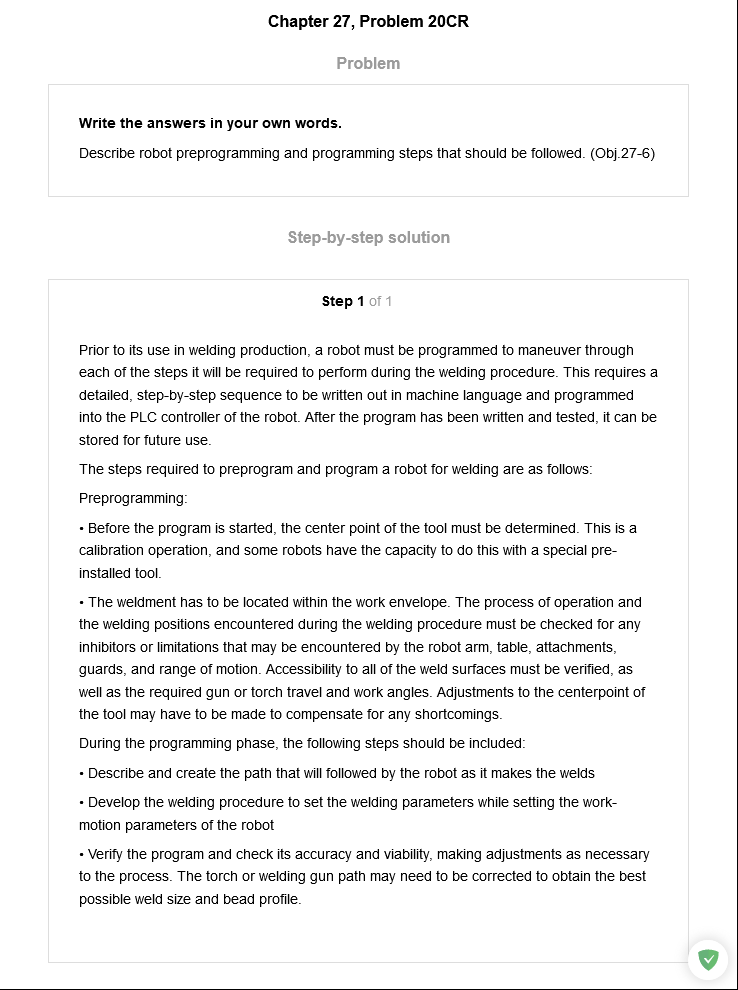 Chapter 27, Problem 20CR
Problem
Write the answers in your own words.
Describe robot preprogramming and programming steps that should be followed. (Obj.27-6)
Step-by-step solution
Step 1 of 1
Prior to its use in welding production, a robot must be programmed to maneuver through
each of the steps it will be required to perform during the welding procedure. This requires a
detailed, step-by-step sequence to be written out in machine language and programmed
into the PLC controller of the robot. After the program has been written and tested, it can be
stored for future use.
The steps required to preprogram and program a robot for welding are as follows:
Preprogramming:
• Before the program is started, the center point of the tool must be determined. This is a
calibration operation, and some robots have the capacity to do this with a special pre-
installed tool.
• The weldment has to be located within the work envelope. The process of operation and
the welding positions encountered during the welding procedure must be checked for any
inhibitors or limitations that may be encountered by the robot arm, table, attachments,
guards, and range of motion. Accessibility to all of the weld surfaces must be verified, as
well as the required gun or torch travel and work angles. Adjustments to the centerpoint of
the tool may have to be made to compensate for any shortcomings.
During the programming phase, the following steps should be included:
• Describe and create the path that will followed by the robot as it makes the welds
• Develop the welding procedure to set the welding parameters while setting the work-
motion parameters of the robot
• Verify the program and check its accuracy and viability, making adjustments as necessary
to the process. The torch or welding gun path may need to be corrected to obtain the best
possible weld size and bead profile.